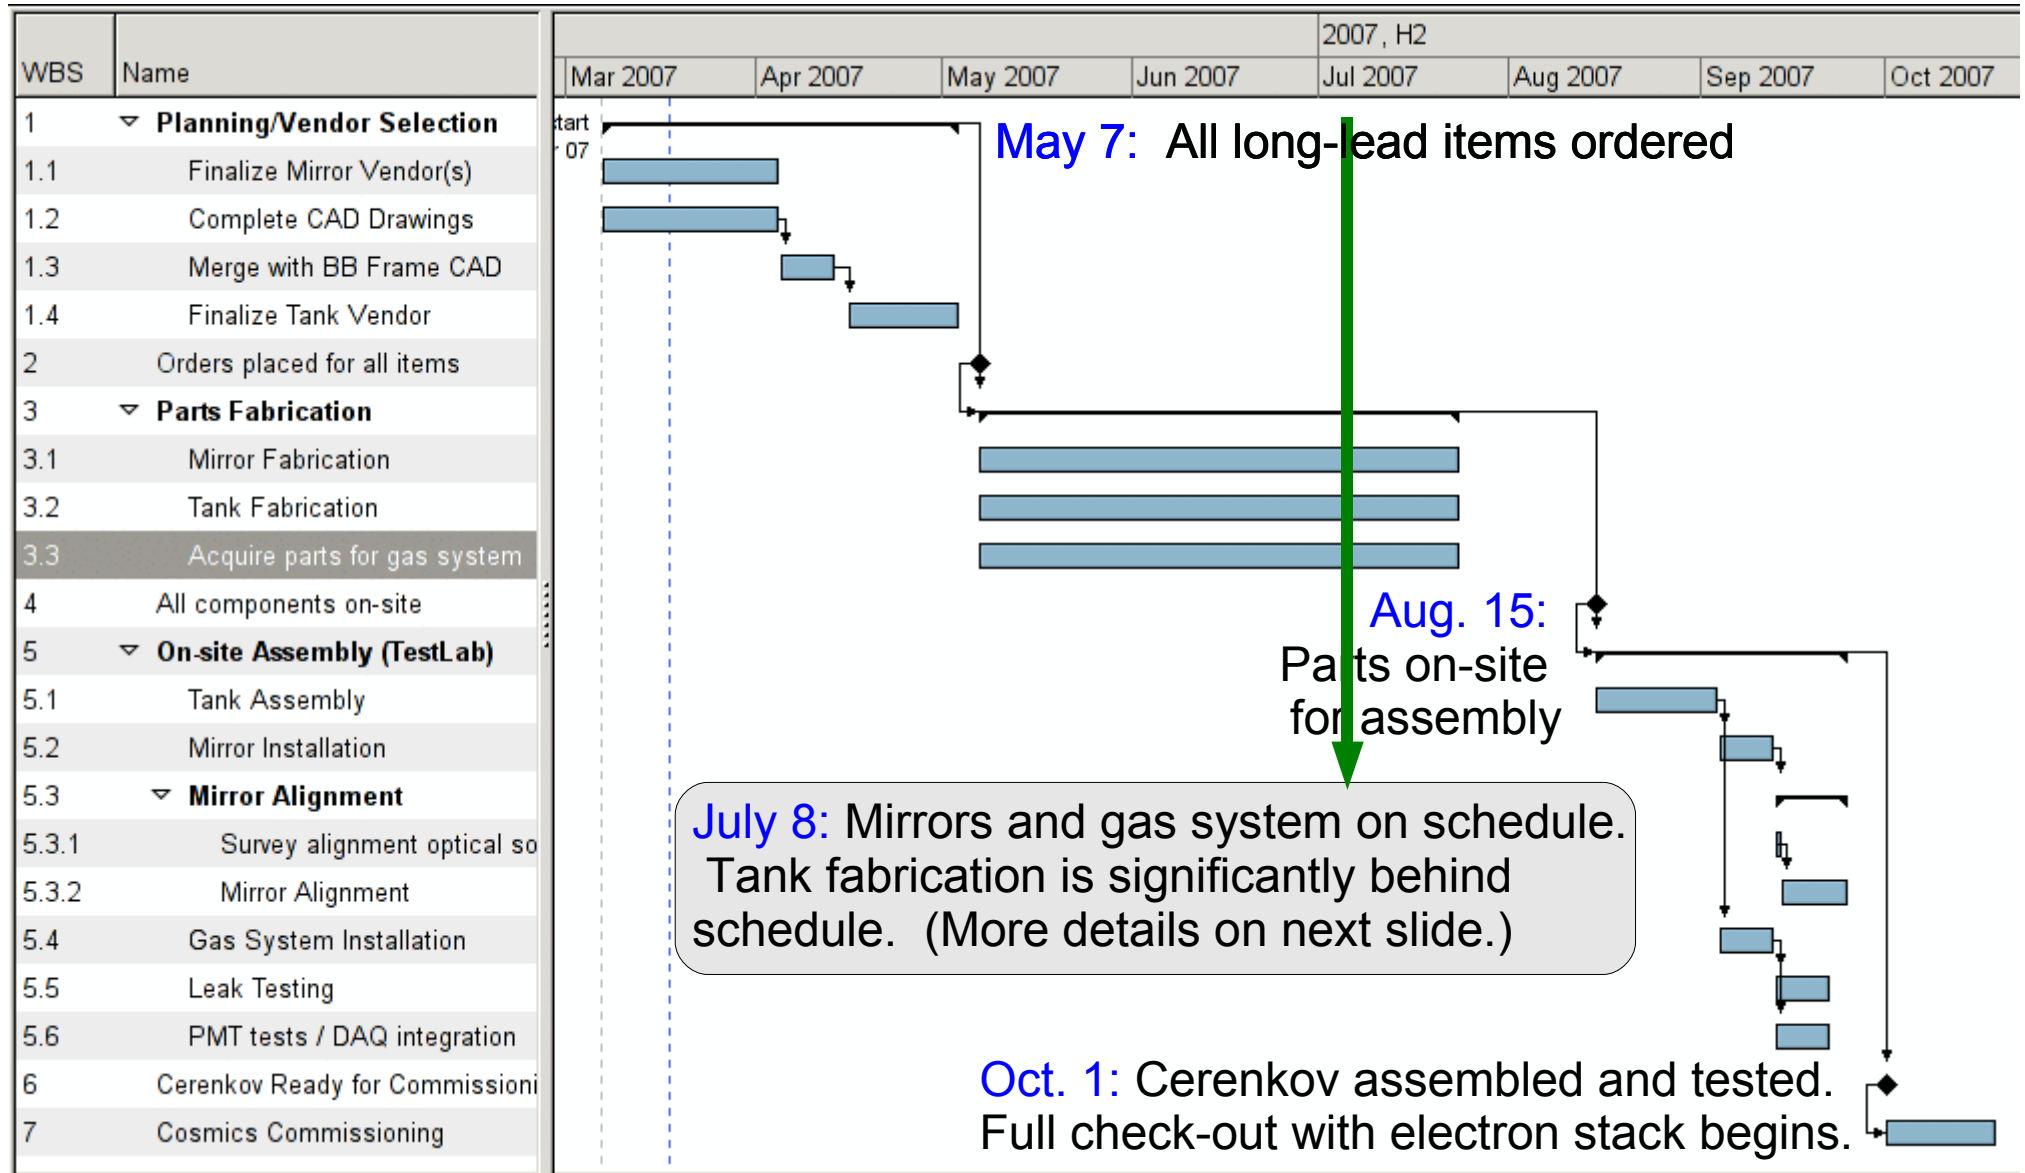 2007, H2
WBS Name Mar 2007 Apr 2007 May 2007 Jun 2007 Jul 2007 Aug 2007 Sep 2007 Oct 2007
1 Planning/Vendor Selection
tart
07
May 7: All long-lead items ordered
1.1 Finalize Mirror Vendor(s)
1.2 Complete CAD Drawings
1.3 Merge with BB Frame CAD
1.4 Finalize Tank Vendor
2 Orders placed for all items
3 Parts Fabrication
3.1 Mirror Fabrication
3.2 Tank Fabrication
3.3 Acquire parts for gas system
4 All components on-site
Aug. 15:
Parts on-site
for assembly
5 On-site Assembly (TestLab)
5.1 Tank Assembly
5.2 Mirror Installation
5.3 Mirror Alignment
5.3.1 Survey alignment optical so
5.3.2 Mirror Alignment
July 8: Mirrors and gas system on schedule.
Tank fabrication is significantly behind
schedule. (More details on next slide.)
5.4 Gas System Installation
5.5 Leak Testing
5.6 PMT tests / DAQ integration
6 Cerenkov Ready for Commissioni
7 Cosmics Commissioning
Oct. 1: Cerenkov assembled and tested.
Full check-out with electron stack begins.